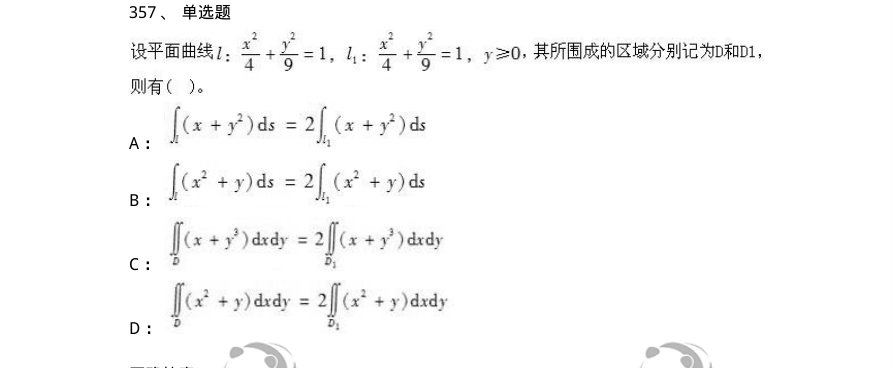 357 、 单选题
设平面曲线 l: x²/4 + y²/9 = 1, l₁: x²/4 + y²/9 = 1, y≥0, 其所围成的区域分别记为D和D1,
则有( )。
A : ∫_l (x + y²) ds = 2∫_{l₁} (x + y²) ds
B : ∫_l (x² + y) ds = 2∫_{l₁} (x² + y) ds
C : ∬_D (x + y³) dxdy = 2∬_{D₁} (x + y³) dxdy
D : ∬_D (x² + y) dxdy = 2∬_{D₁} (x² + y) dxdy